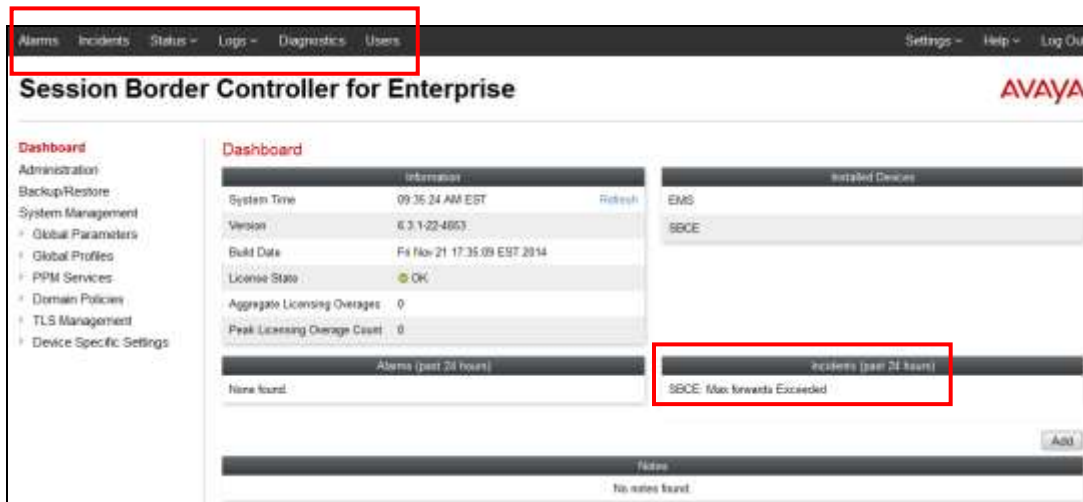 Alarms Incidents Status Logs Diagnostics Users Settings Help Log Ou
Session Border Controller for Enterprise
AVAYA
Dashboard
Administration
Backup/Restore
System Management
Global Parameters
Global Profiles
PPM Services
Domain Policies
TLS Management
Device Specific Settings
Dashboard
Information
System Time 09:35:24 AM EST Refresh
Version 6.3.1-22-4653
Build Date Fri Nov 21 17:35:09 EST 2014
License State OK
Aggregate Licensing Overages 0
Peak Licensing Overage Count 0
Installed Devices
EMS
SBCE
Alarms (past 24 hours)
None found.
Incidents (past 24 hours)
SBCE: Max forwards Exceeded
Add
Notes
No notes found.